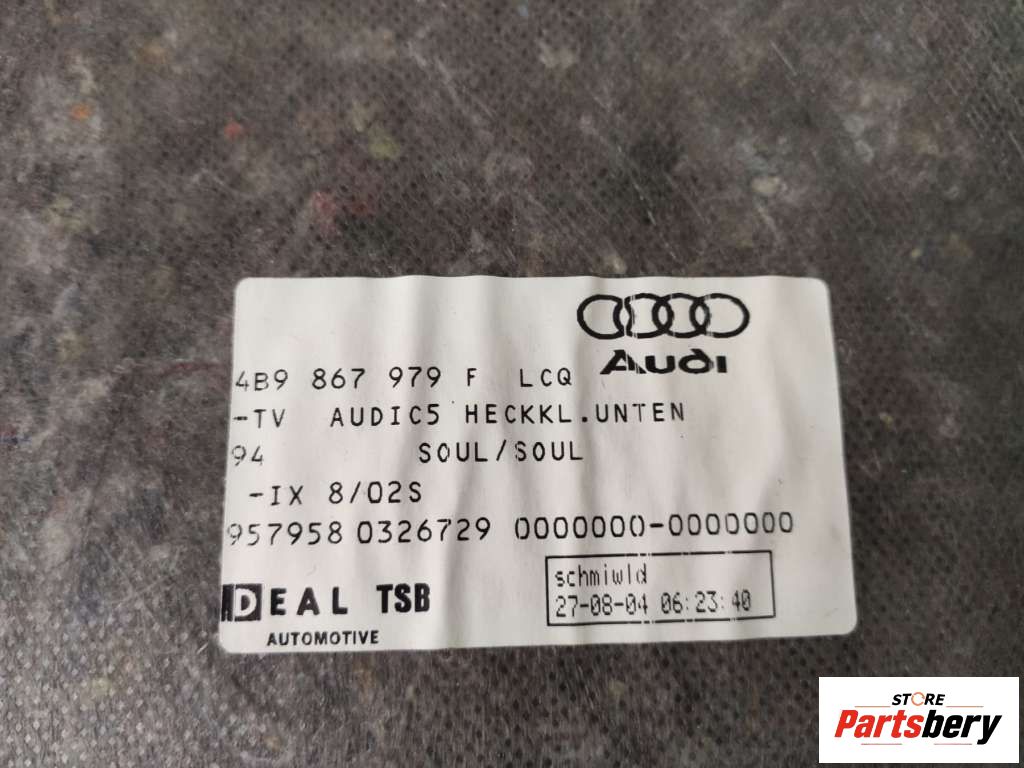 Audi
4B9 867 979 F LCQ
-TV AUDIC5 HECKKL.UNTEN
94 SOUL/SOUL
-IX 8/02S
957958 0326729 0000000-0000000
IDEAL TSB
AUTOMOTIVE
schmiwld
27-08-04 06:23:40
STORE
Partsbery